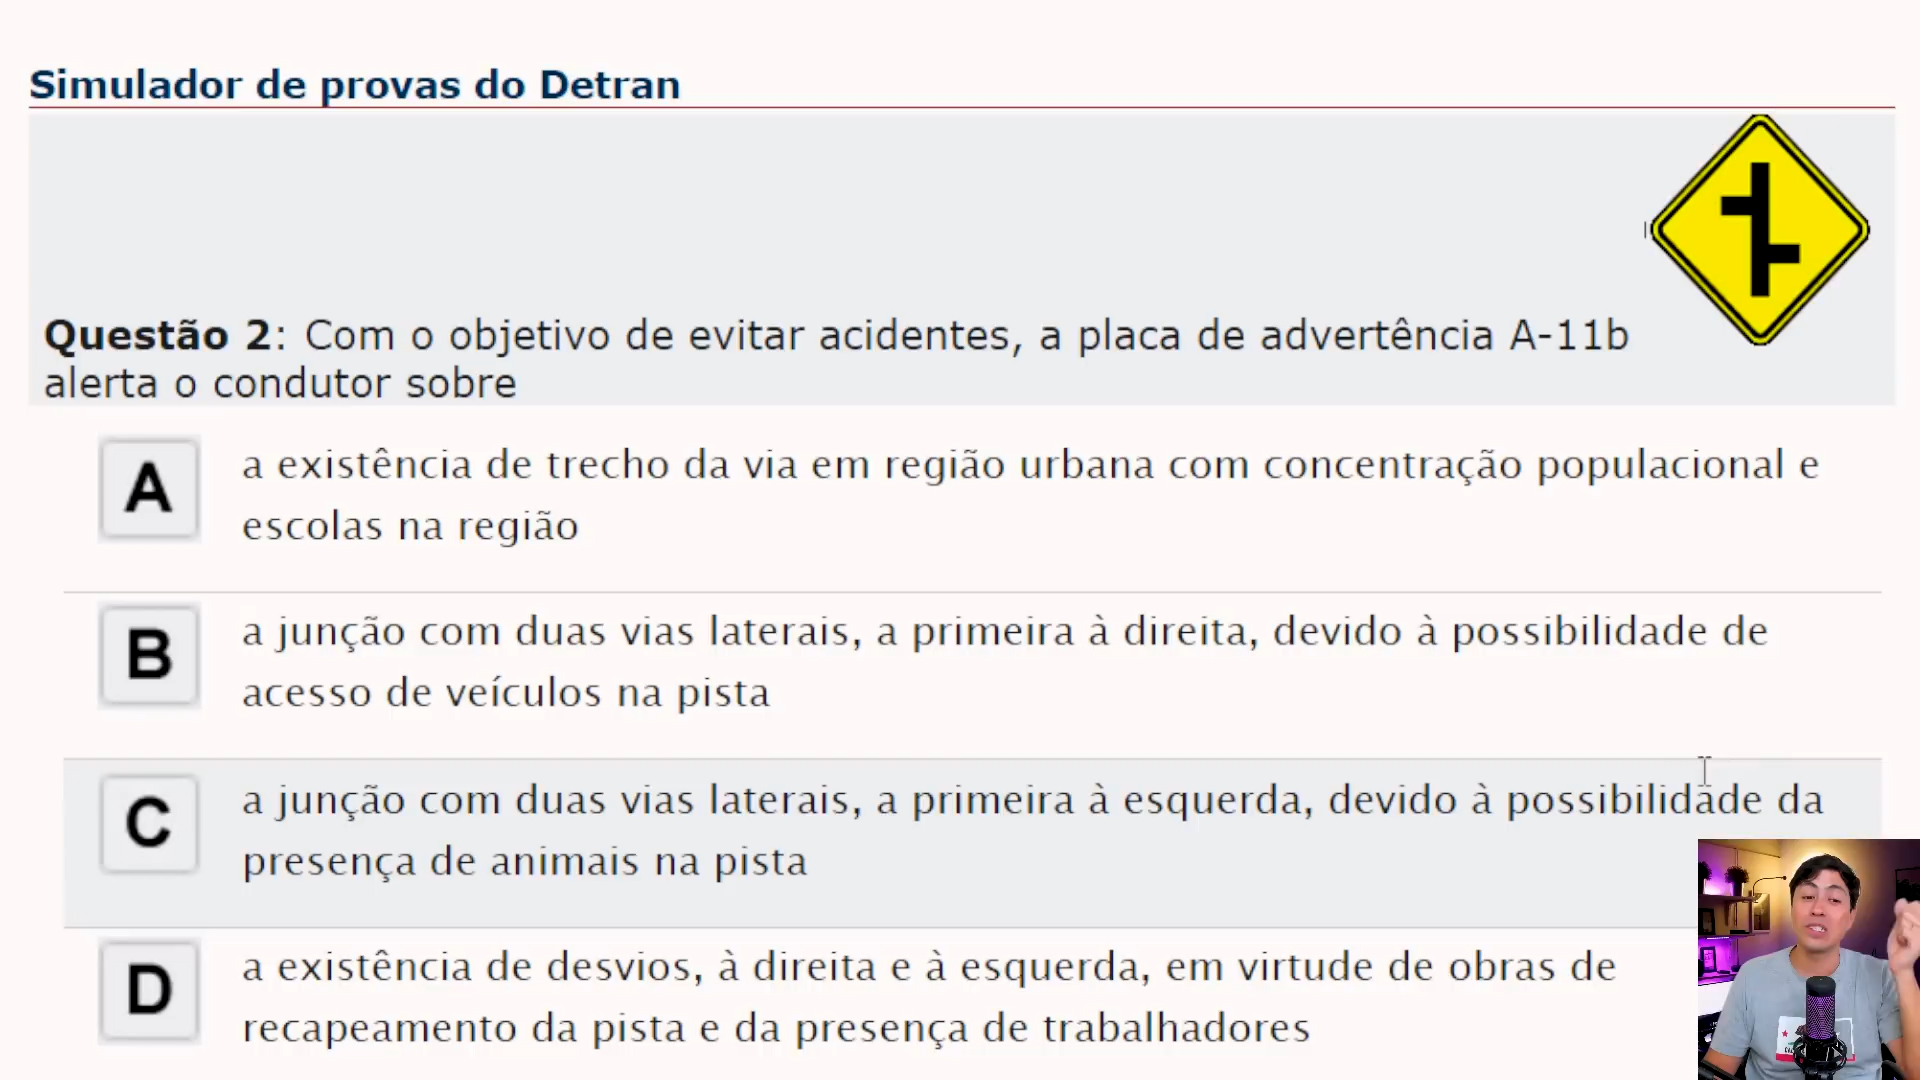 Simulador de provas do Detran
Questão 2: Com o objetivo de evitar acidentes, a placa de advertência A-11b
alerta o condutor sobre
A
a existência de trecho da via em região urbana com concentração populacional e
escolas na região
B
a junção com duas vias laterais, a primeira à direita, devido à possibilidade de
acesso de veículos na pista
C
a junção com duas vias laterais, a primeira à esquerda, devido à possibilidade da
presença de animais na pista
D
a existência de desvios, à direita e à esquerda, em virtude de obras de
recapeamento da pista e da presença de trabalhadores